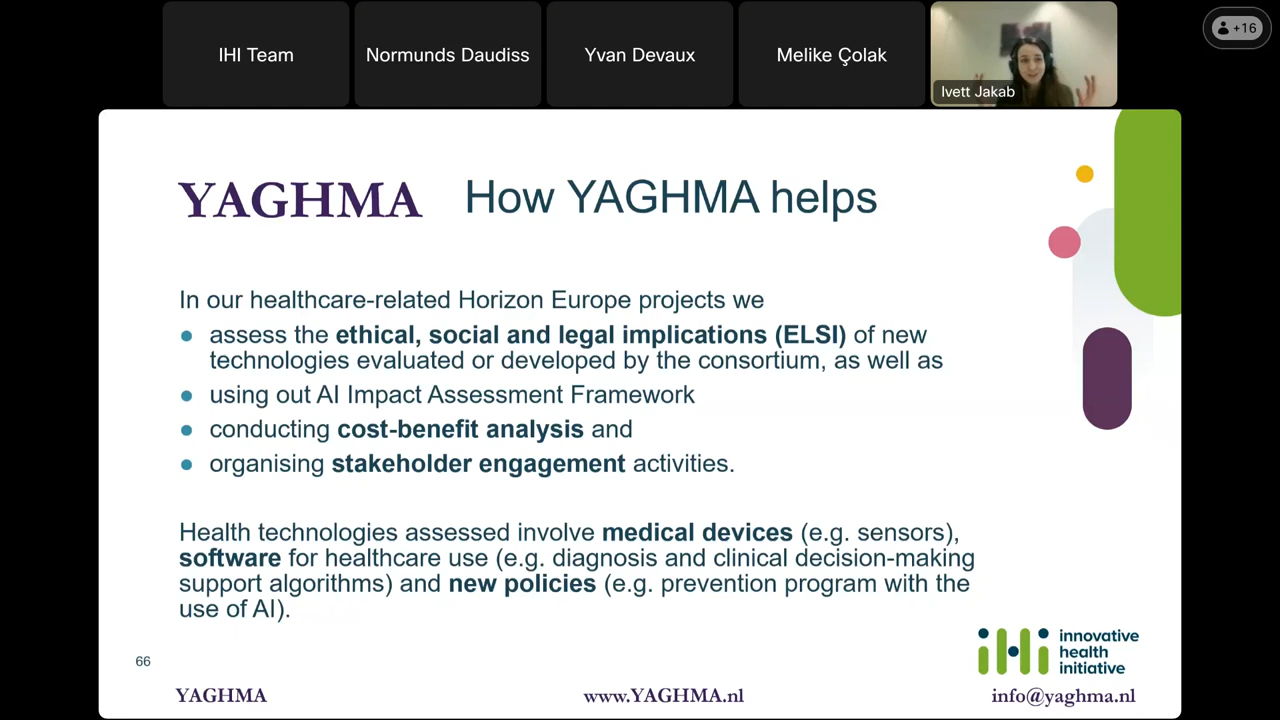 IHI Team
Normunds Daudiss
Yvan Devaux
Melike Çolak
Ivett Jakab
+16
YAGHMA
How YAGHMA helps
In our healthcare-related Horizon Europe projects we
assess the ethical, social and legal implications (ELSI) of new
technologies evaluated or developed by the consortium, as well as
using out AI Impact Assessment Framework
conducting cost-benefit analysis and
organising stakeholder engagement activities.
Health technologies assessed involve medical devices (e.g. sensors),
software for healthcare use (e.g. diagnosis and clinical decision-making
support algorithms) and new policies (e.g. prevention program with the
use of AI).
ihi innovative
health
initiative
66
YAGHMA
www.YAGHMA.nl
info@yaghma.nl